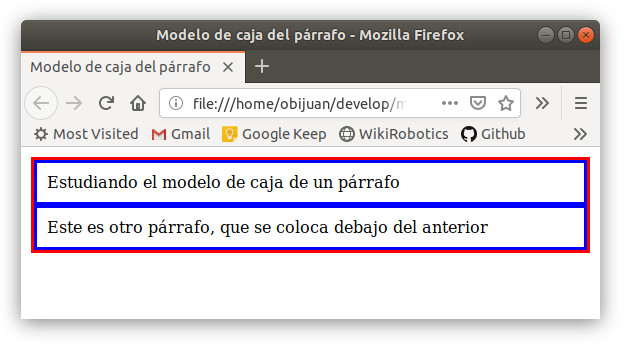 Modelo de caja del párrafo - Mozilla Firefox
Modelo de caja del párrafo
file:///home/obijuan/develop/m
Most Visited Gmail Google Keep WikiRobotics Github
Estudiando el modelo de caja de un párrafo
Este es otro párrafo, que se coloca debajo del anterior